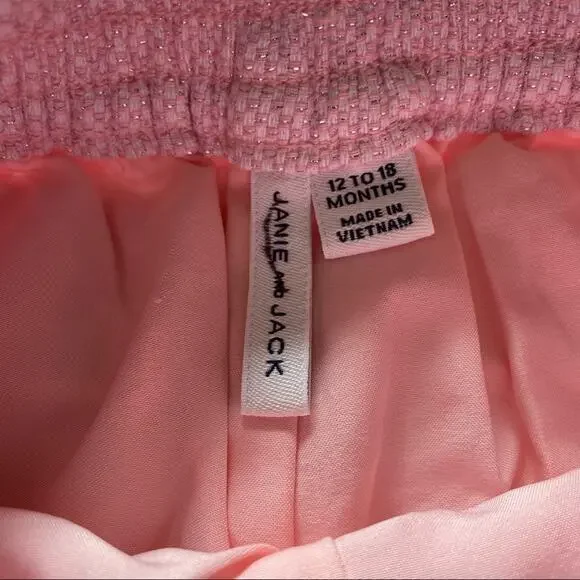 JANIE and JACK
12 TO 18
MONTHS
MADE IN
VIETNAM